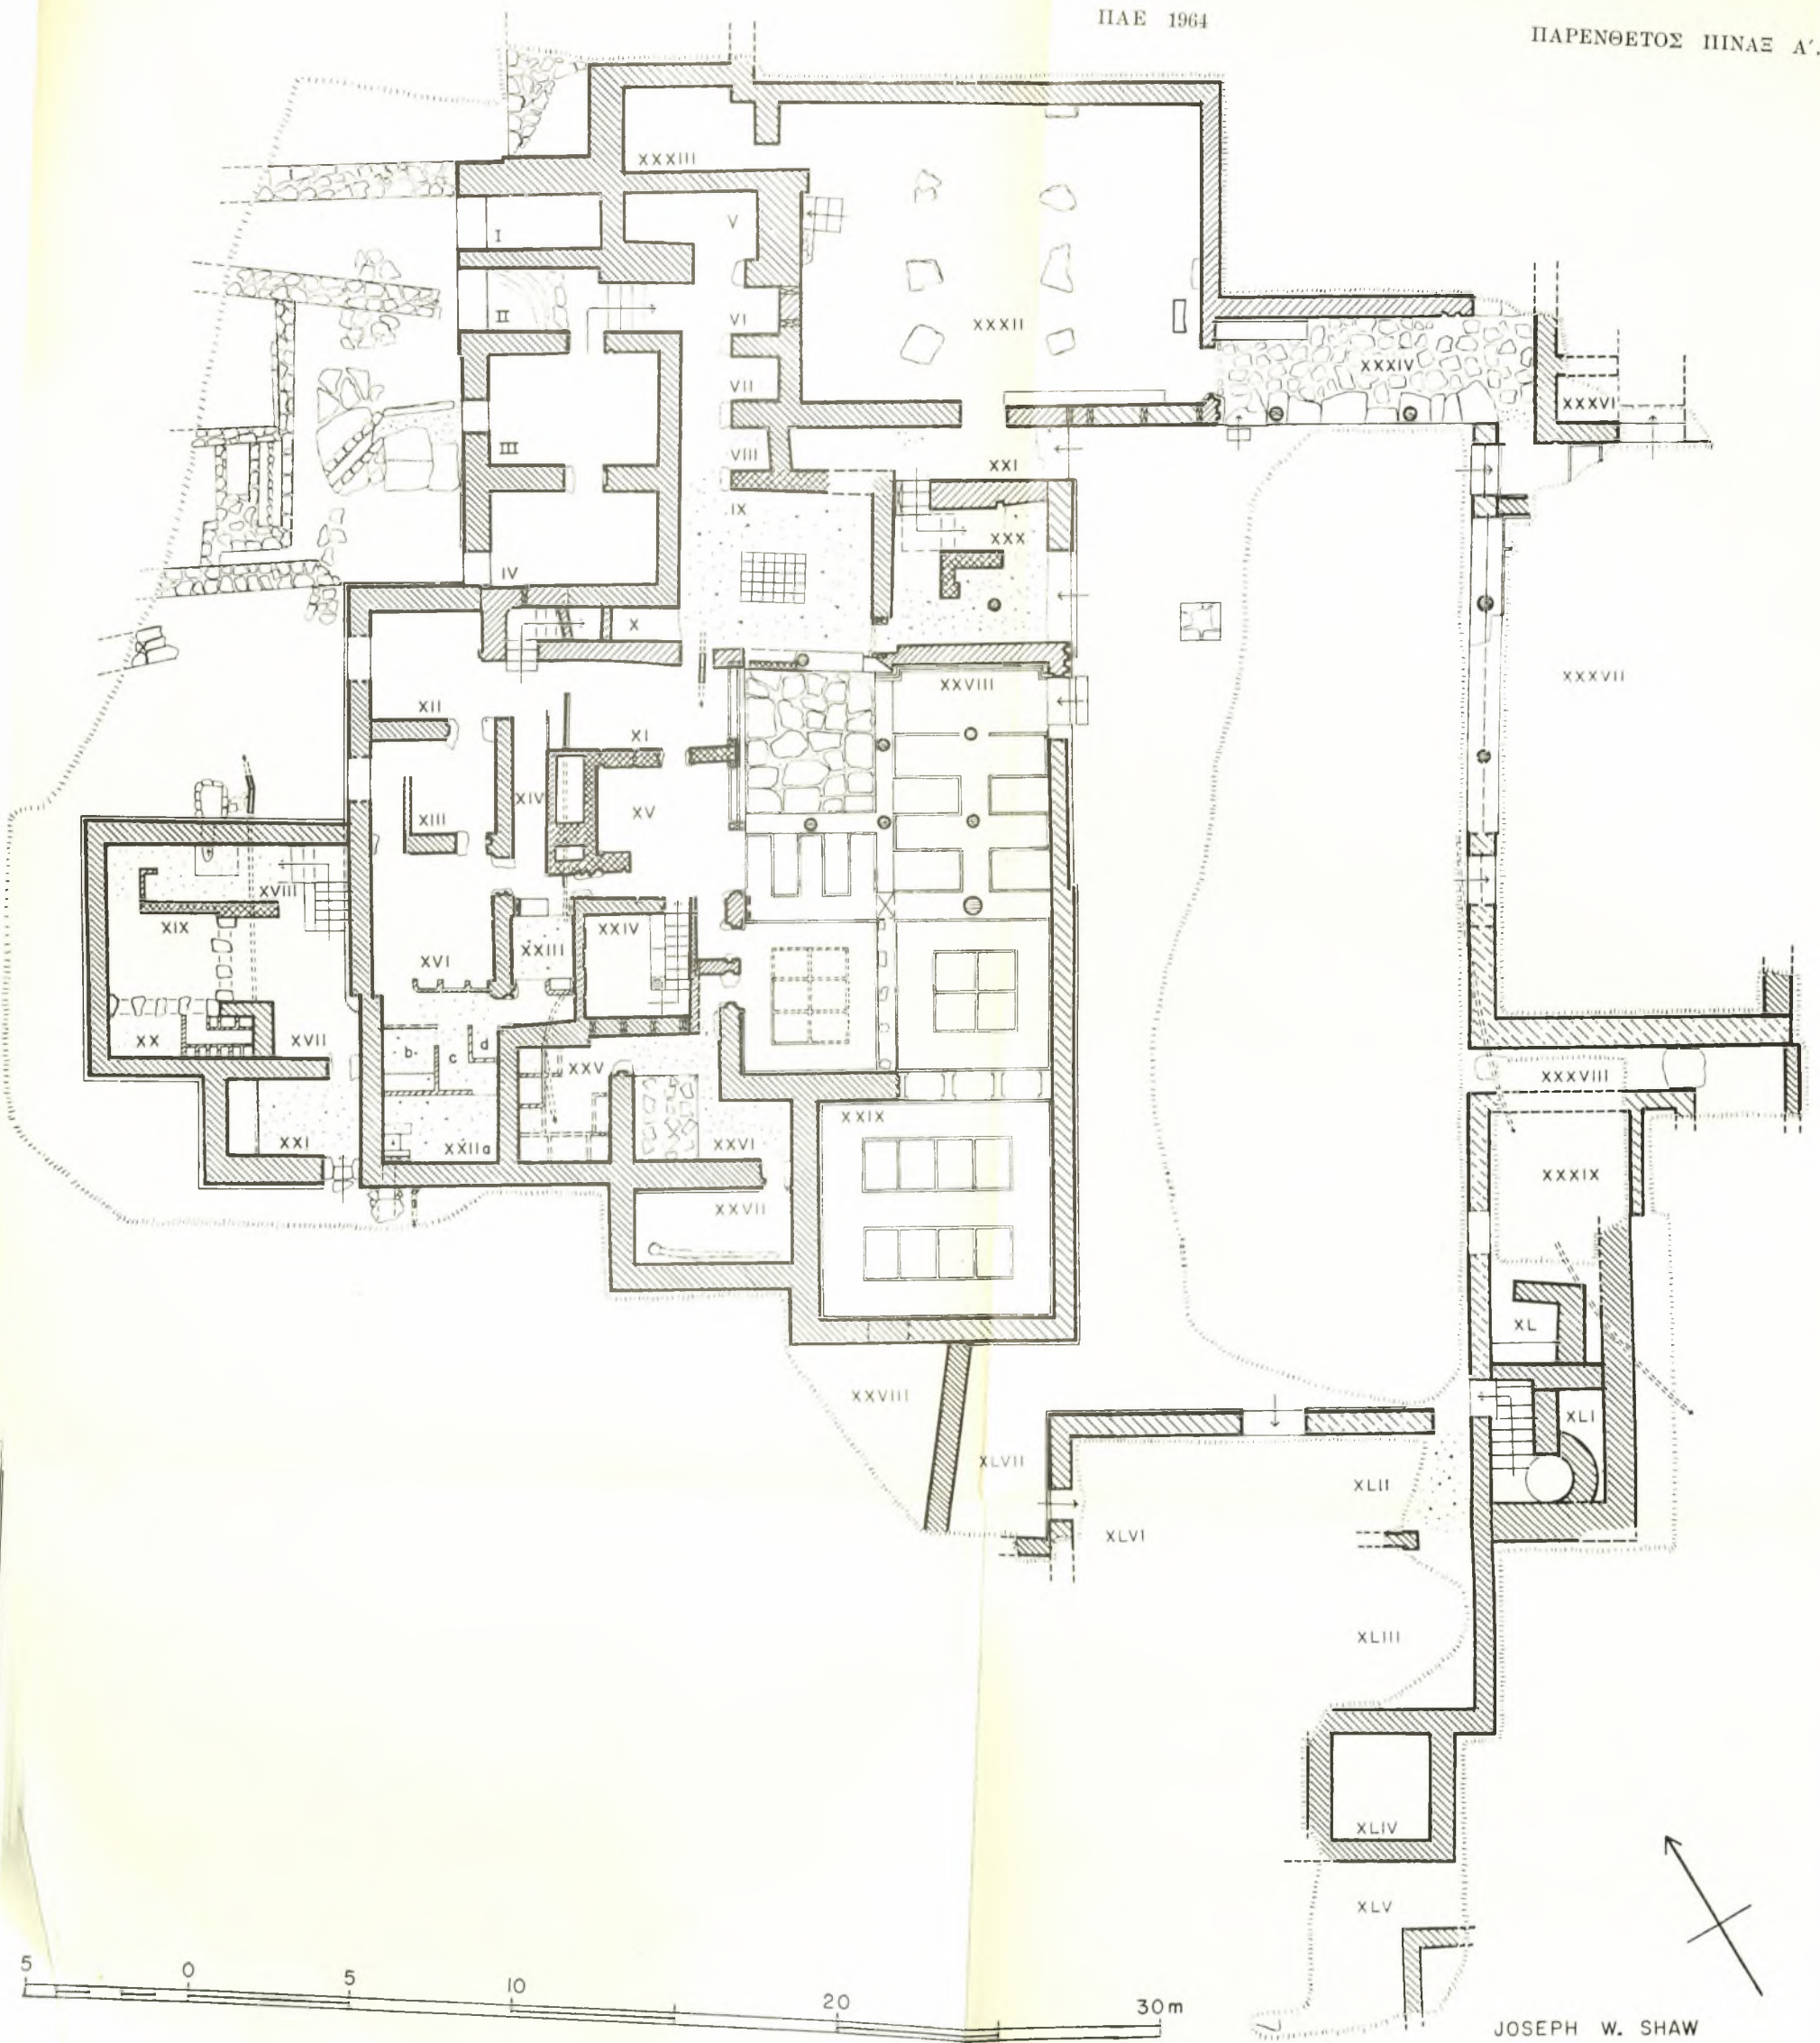 ΠΑΕ 1964
ΠΑΡΕΝΘΕΤΟΣ ΠΙΝΑΞ Α΄.
XXXIII
I
V
II
VI
XXXII
VII
XXXIV
XXXVI
III
VIII
XXI
IX
XXX
IV
X
XXVIII
XXXVII
XII
XI
XIII
XIV
XV
XVIII
XIX
XVI
XXIII
XXIV
XX
XVII
b
c
d
XXV
XXXVIII
XXI
XXIIa
XXVI
XXIX
XXXIX
XXVII
XL
XXVIII
XLI
XLVII
XLII
XLVI
XLIII
XLIV
XLV
5 0 5 10 20 30m
JOSEPH W. SHAW